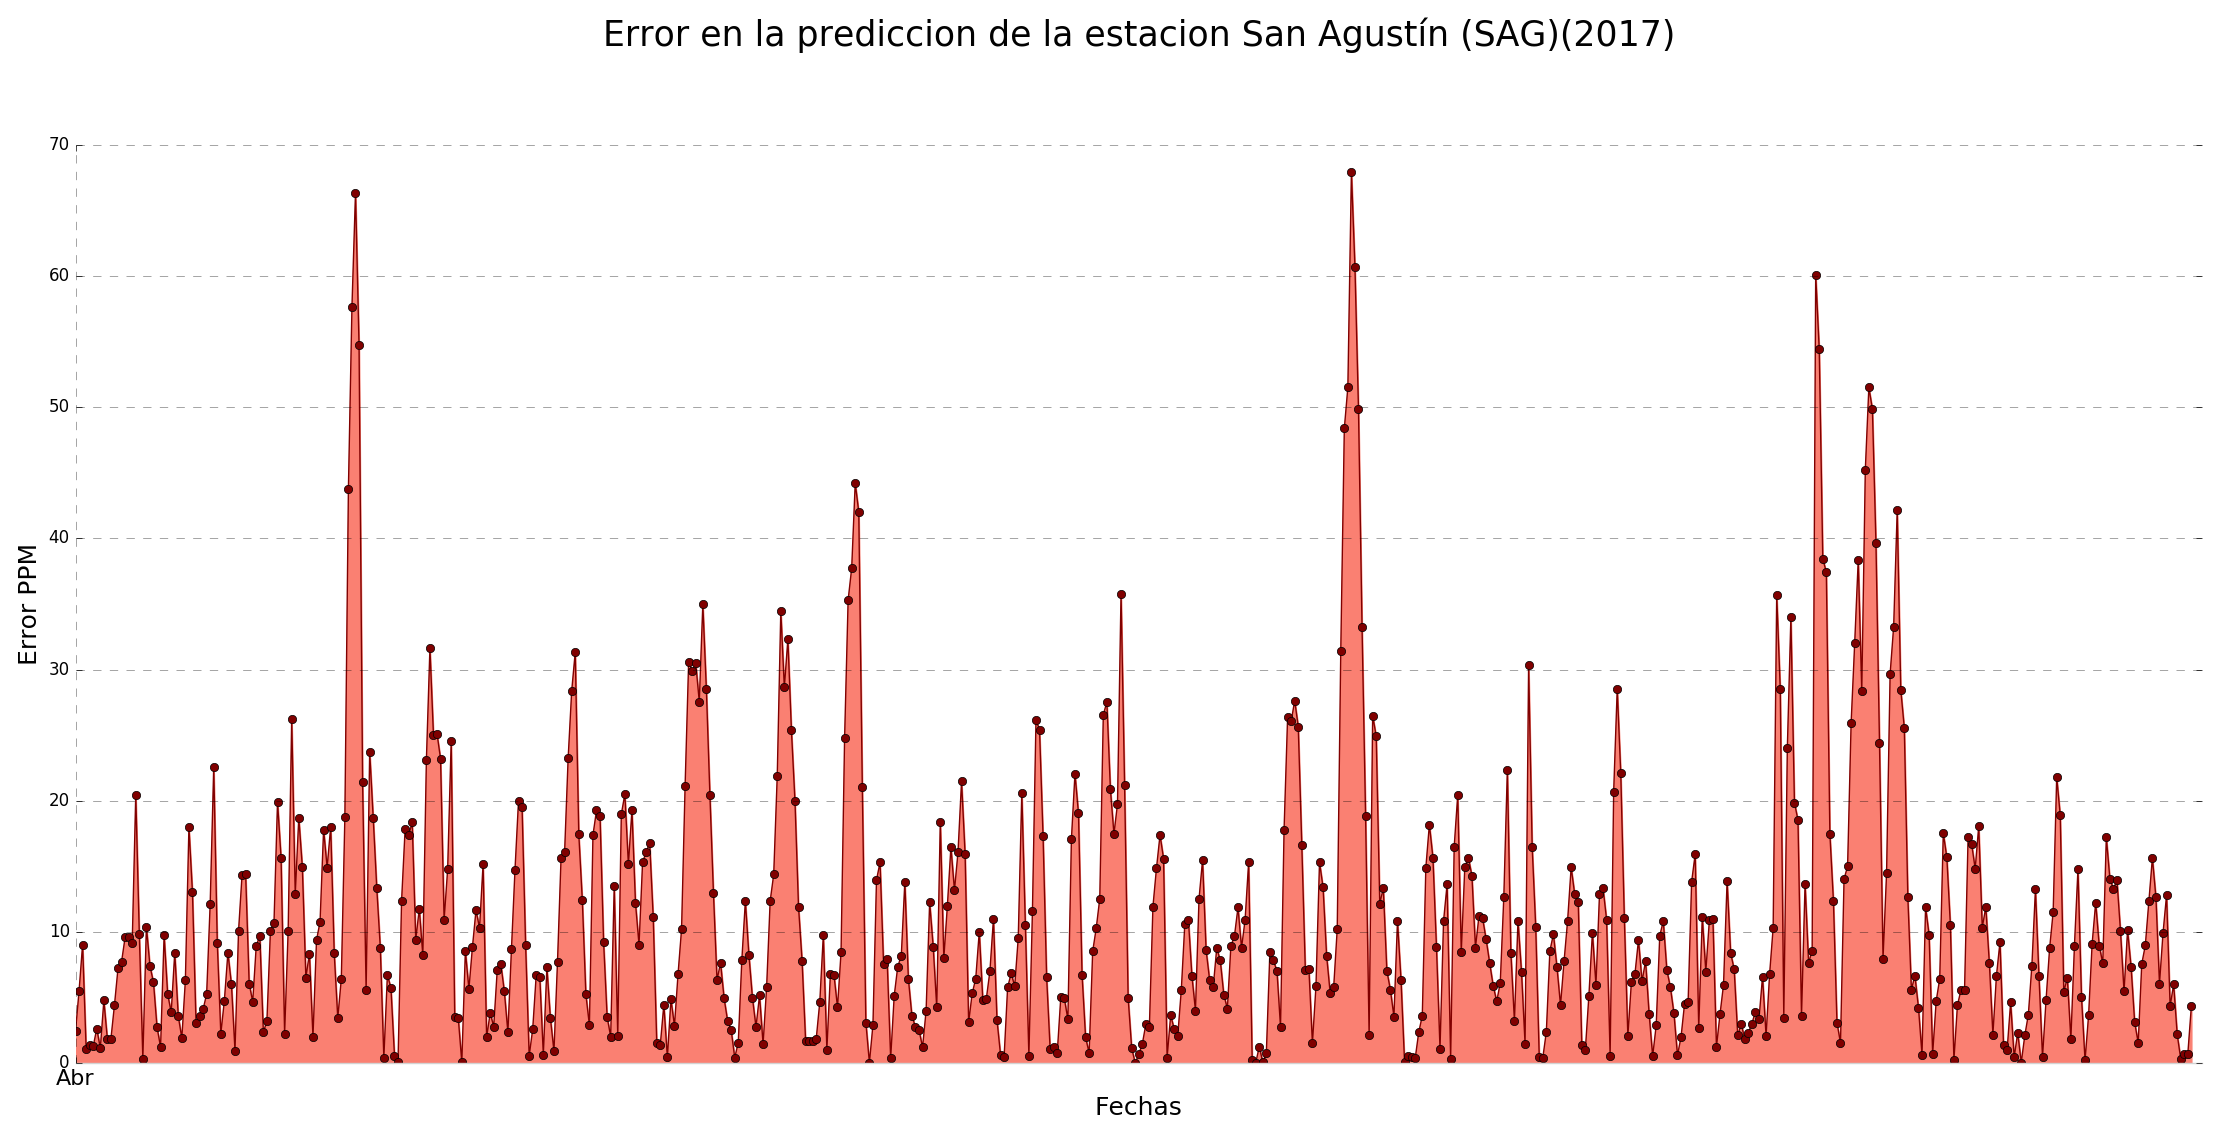 Error en la prediccion de la estacion San Agustín (SAG)(2017)
70
60
50
40
30
20
10
0
Error PPM
Abr
Fechas